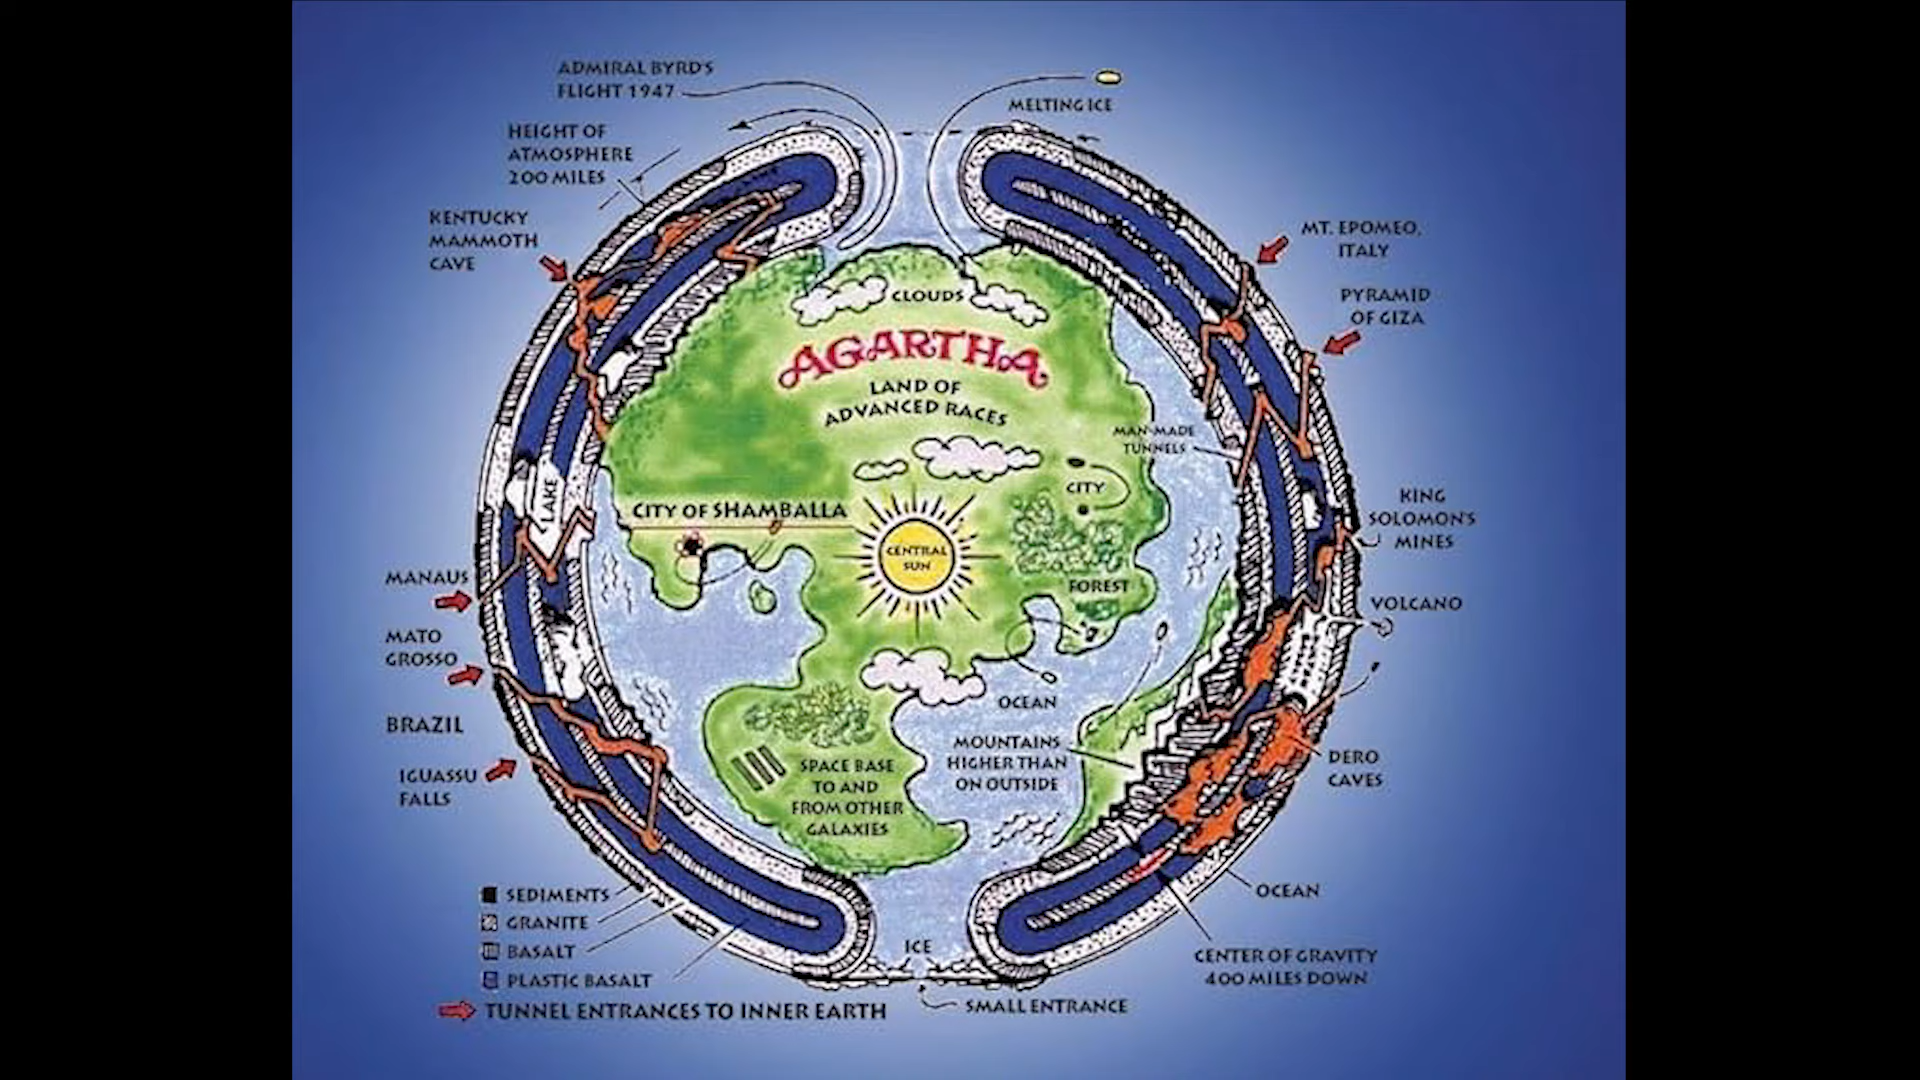 ADMIRAL BYRD'S
FLIGHT 1947
MELTING ICE
HEIGHT OF
ATMOSPHERE
200 MILES
KENTUCKY
MAMMOTH
CAVE
MT. EPOMEO,
ITALY
PYRAMID
OF GIZA
CLOUDS
AGARTHA
LAND OF
ADVANCED RACES
MAN-MADE
TUNNELS
CITY
LAKE
CITY OF SHAMBALLA
KING
SOLOMON'S
MINES
CENTRAL
SUN
FOREST
MANAUS
VOLCANO
MATO
GROSSO
OCEAN
BRAZIL
MOUNTAINS
HIGHER THAN
ON OUTSIDE
SPACE BASE
TO AND
FROM OTHER
GALAXIES
DERO
CAVES
IGUASSU
FALLS
SEDIMENTS
GRANITE
BASALT
PLASTIC BASALT
TUNNEL ENTRANCES TO INNER EARTH
ICE
SMALL ENTRANCE
OCEAN
CENTER OF GRAVITY
400 MILES DOWN